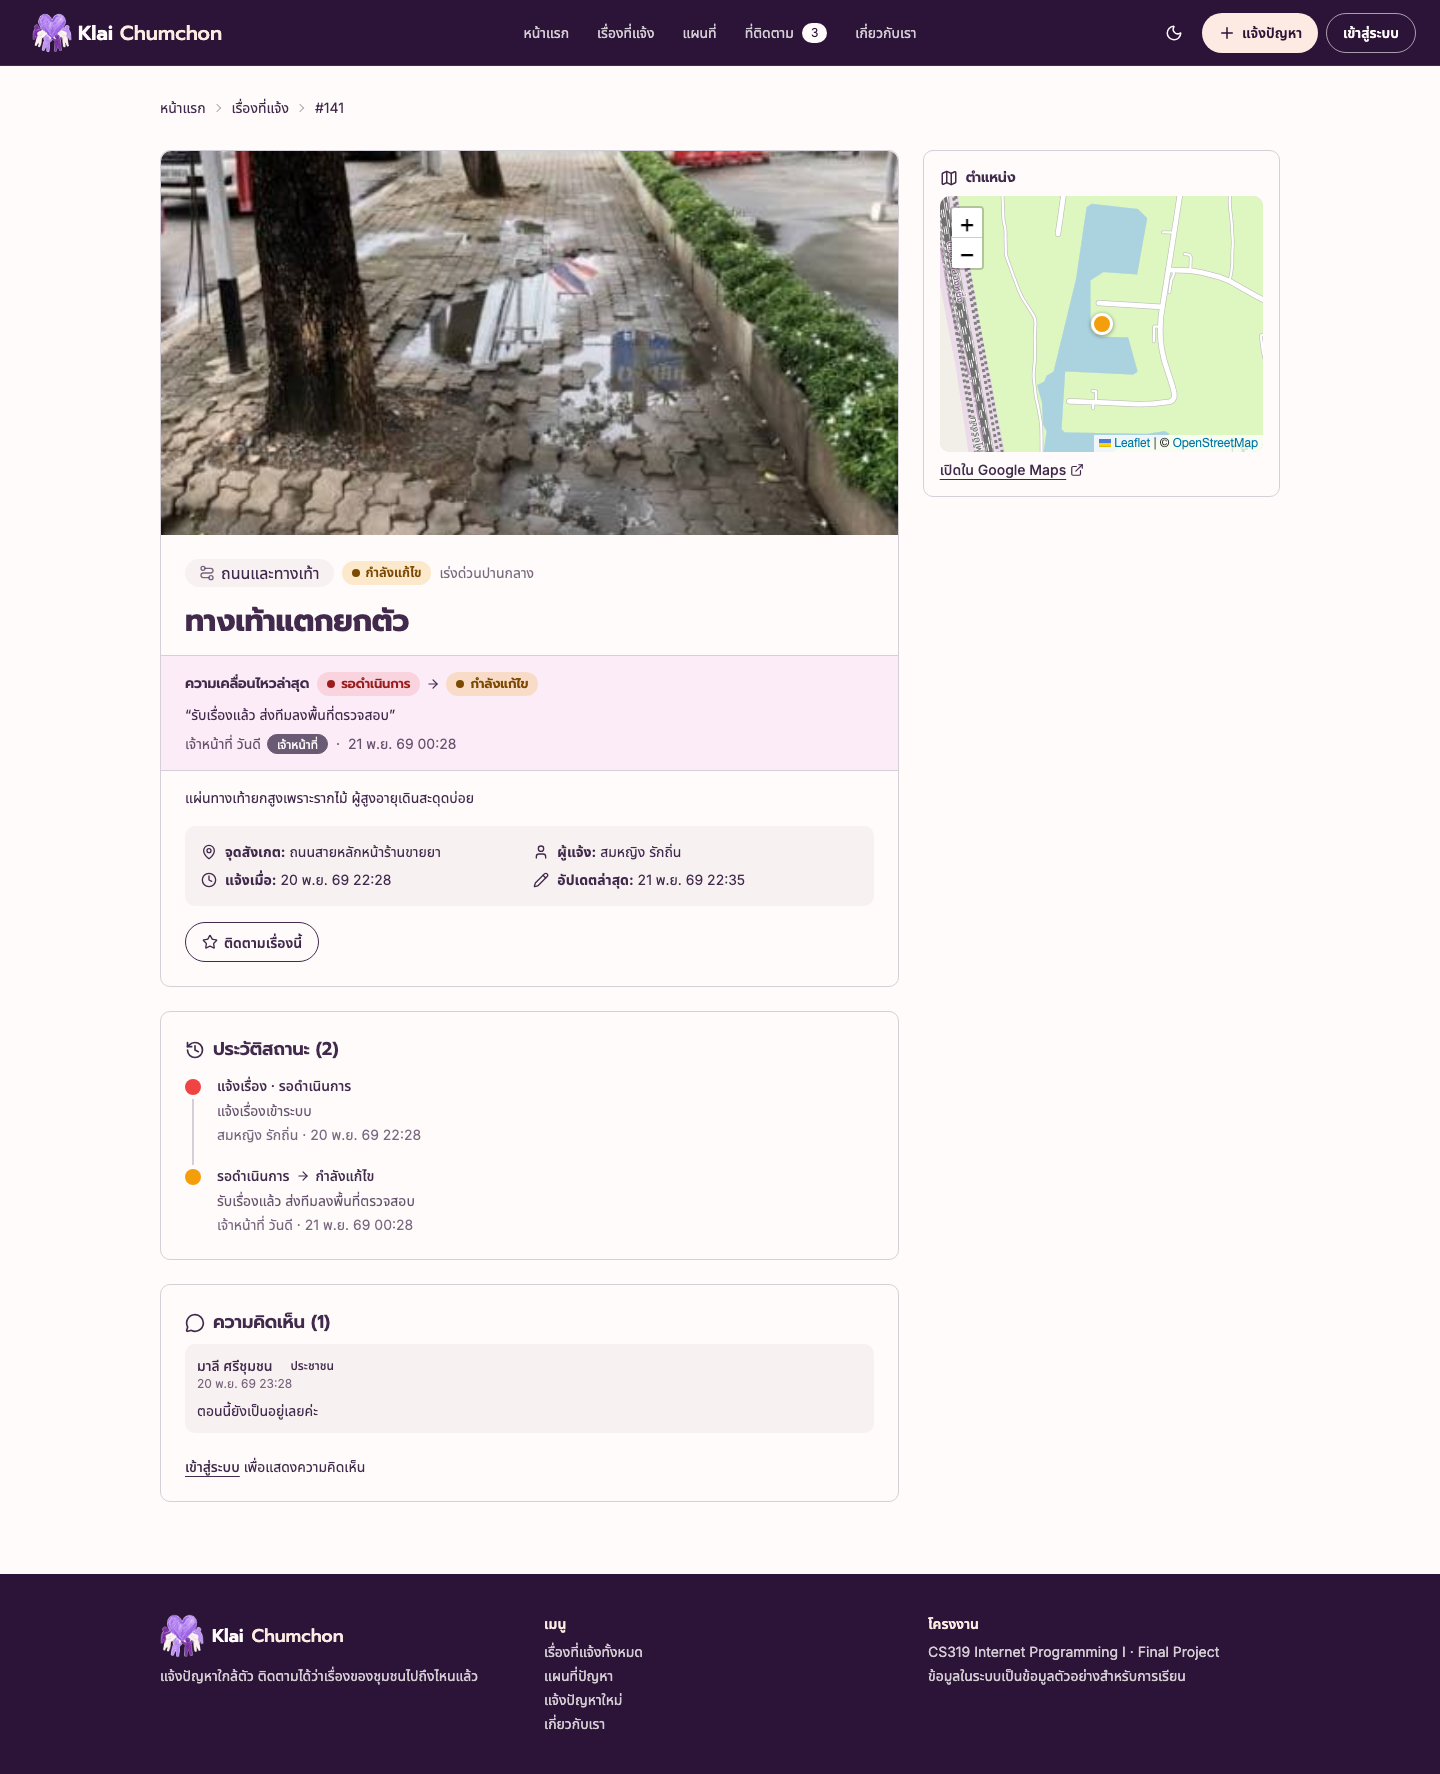 Klai Chumchon
หน้าแรก
เรื่องที่แจ้ง
แผนที่
ที่ติดตาม 3
เกี่ยวกับเรา
แจ้งปัญหา
เข้าสู่ระบบ
หน้าแรก > เรื่องที่แจ้ง > #141
ถนนและทางเท้า
กำลังแก้ไข
เร่งด่วนปานกลาง
ทางเท้าแตกยกตัว
ความเคลื่อนไหวล่าสุด รอดำเนินการ → กำลังแก้ไข
“รับเรื่องแล้ว ส่งทีมลงพื้นที่ตรวจสอบ”
เจ้าหน้าที่ วันดี เจ้าหน้าที่ · 21 พ.ย. 69 00:28
แผ่นทางเท้ายกสูงเพราะรากไม้ ผู้สูงอายุเดินสะดุดบ่อย
จุดสังเกต: ถนนสายหลักหน้าร้านขายยา
ผู้แจ้ง: สมหญิง รักถิ่น
แจ้งเมื่อ: 20 พ.ย. 69 22:28
อัปเดตล่าสุด: 21 พ.ย. 69 22:35
ติดตามเรื่องนี้
ประวัติสถานะ (2)
แจ้งเรื่อง · รอดำเนินการ
แจ้งเรื่องเข้าระบบ
สมหญิง รักถิ่น · 20 พ.ย. 69 22:28
รอดำเนินการ → กำลังแก้ไข
รับเรื่องแล้ว ส่งทีมลงพื้นที่ตรวจสอบ
เจ้าหน้าที่ วันดี · 21 พ.ย. 69 00:28
ความคิดเห็น (1)
มาลี ศรีชุมชน ประชาชน
20 พ.ย. 69 23:28
ตอนนี้ยังเป็นอยู่เลยค่ะ
เข้าสู่ระบบ เพื่อแสดงความคิดเห็น
ตำแหน่ง
+
−
Leaflet | © OpenStreetMap
เปิดใน Google Maps
Klai Chumchon
แจ้งปัญหาใกล้ตัว ติดตามได้ว่าเรื่องของชุมชนไปถึงไหนแล้ว
เมนู
เรื่องที่แจ้งทั้งหมด
แผนที่ปัญหา
แจ้งปัญหาใหม่
เกี่ยวกับเรา
โครงงาน
CS319 Internet Programming I · Final Project
ข้อมูลในระบบเป็นข้อมูลตัวอย่างสำหรับการเรียน